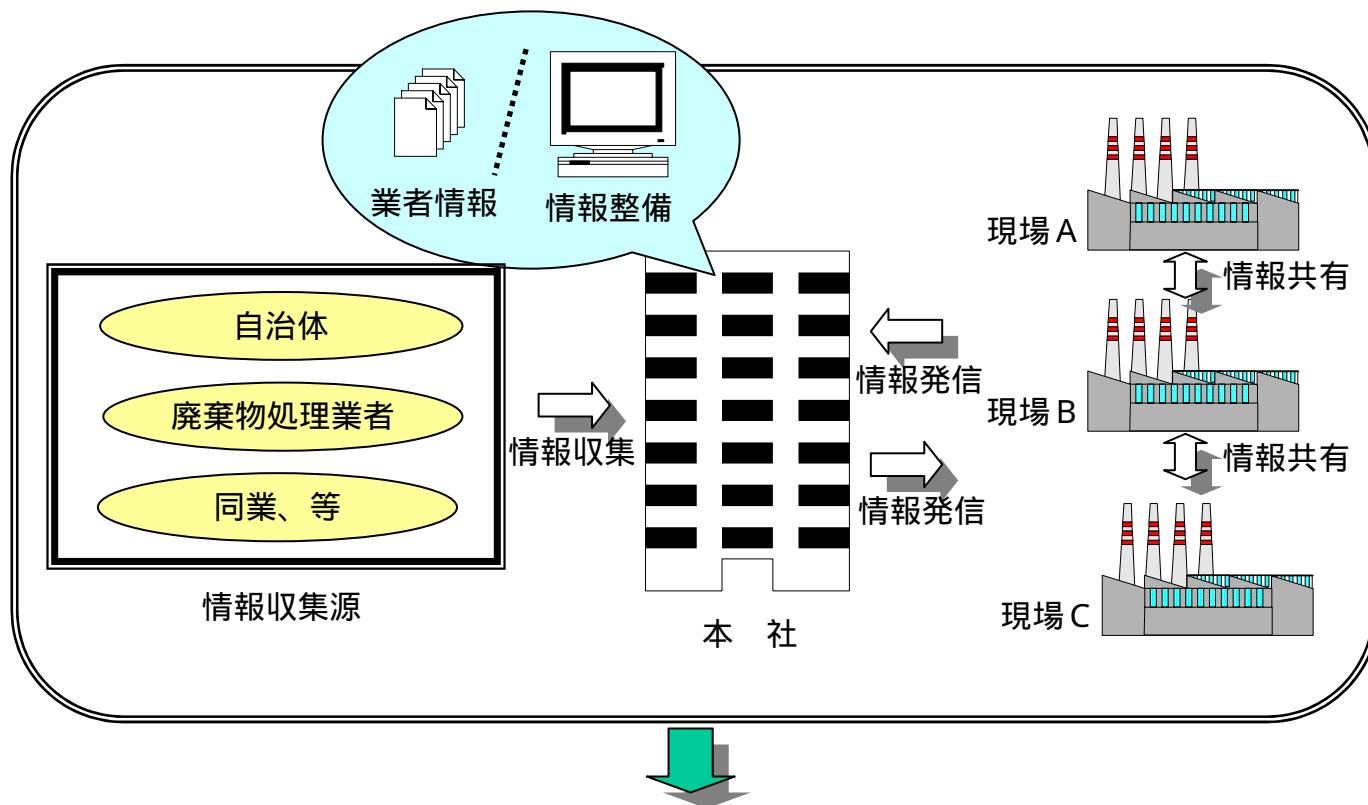 業者情報
情報整備
自治体
廃棄物処理業者
同業、等
情報収集源
情報収集
本 社
情報発信
情報発信
現場A
情報共有
現場B
情報共有
現場C